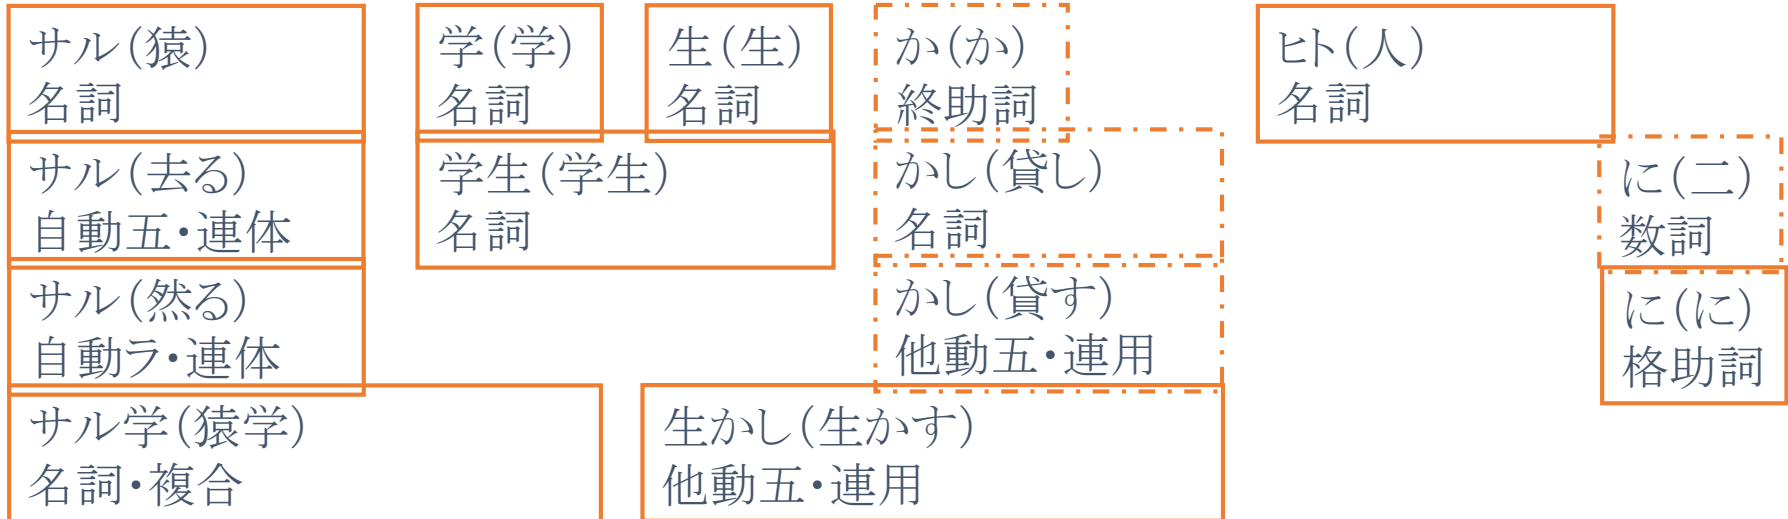 サル(猿)
名詞
学(学)
名詞
生(生)
名詞
か(か)
終助詞
ヒト(人)
名詞
サル(去る)
自動五・連体
学生(学生)
名詞
かし(貸し)
名詞
に(二)
数詞
サル(然る)
自動ラ・連体
かし(貸す)
他動五・連用
に(に)
格助詞
サル学(猿学)
名詞・複合
生かし(生かす)
他動五・連用